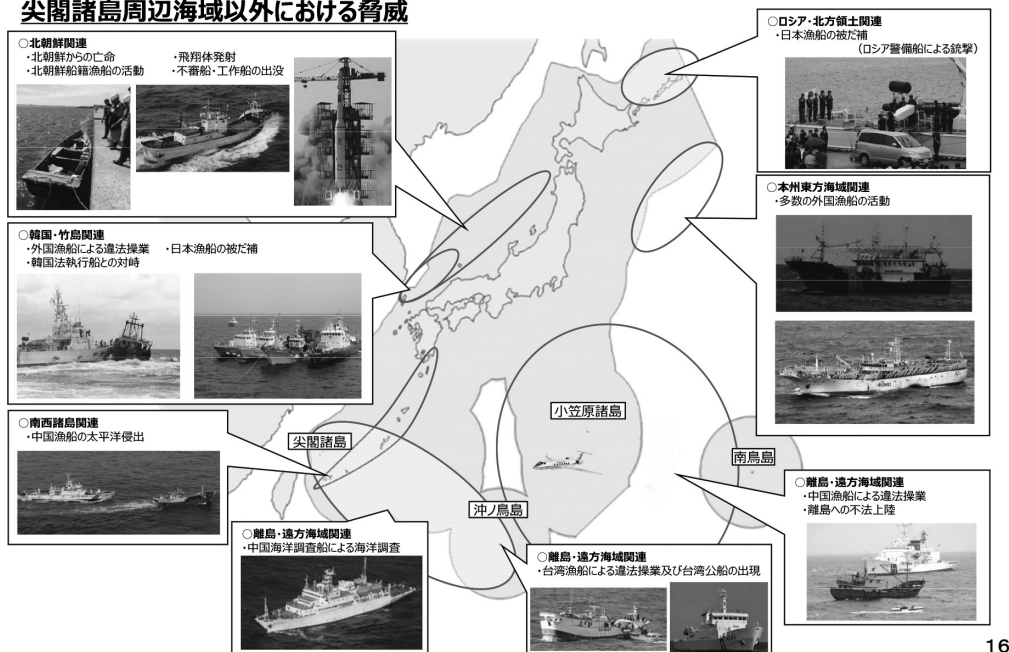 尖閣諸島周辺海域以外における脅威
○北朝鮮関連
・北朝鮮からの亡命 ・飛翔体発射
・北朝鮮船籍漁船の活動 ・不審船・工作船の出没
○ロシア・北方領土関連
・日本漁船の被だ捕
(ロシア警備船による銃撃)
○本州東方海域関連
・多数の外国漁船の活動
○韓国・竹島関連
・外国漁船による違法操業 ・日本漁船の被だ捕
・韓国法執行船との対峙
○南西諸島関連
・中国漁船の太平洋侵出
尖閣諸島
小笠原諸島
南鳥島
沖ノ鳥島
○離島・遠方海域関連
・中国漁船による違法操業
・離島への不法上陸
○離島・遠方海域関連
・中国海洋調査船による海洋調査
○離島・遠方海域関連
・台湾漁船による違法操業及び台湾公船の出現
16